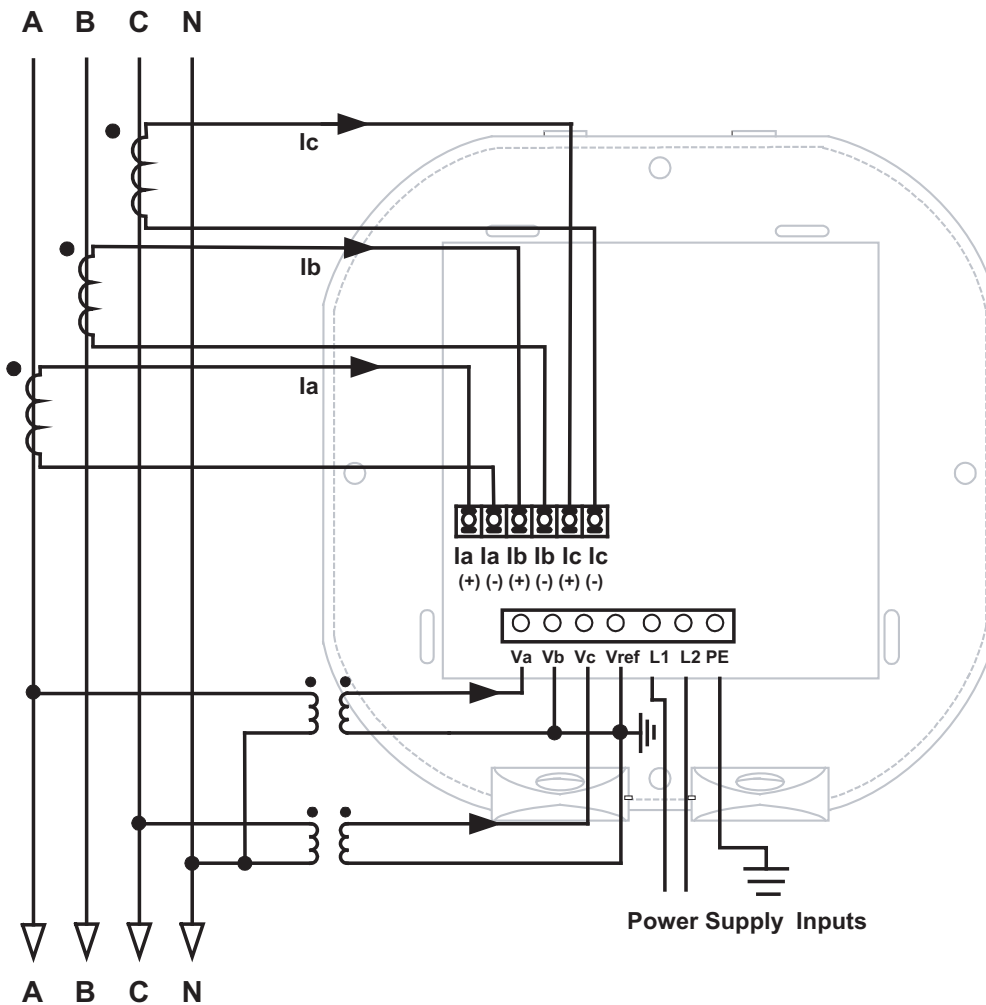 A B C N
Ic
Ib
Ia
Ia Ia Ib Ib Ic Ic
(+) (-) (+) (-) (+) (-)
Va Vb Vc Vref L1 L2 PE
Power Supply Inputs
A B C N